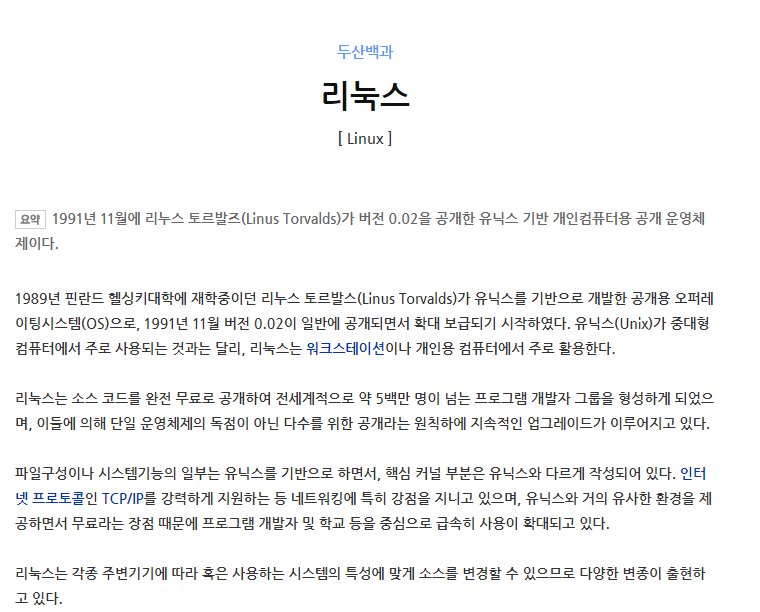 두산백과
리눅스
[ Linux ]
요약 1991년 11월에 리누스 토르발즈(Linus Torvalds)가 버전 0.02을 공개한 유닉스 기반 개인컴퓨터용 공개 운영체
제이다.
1989년 핀란드 헬싱키대학에 재학중이던 리누스 토르발스(Linus Torvalds)가 유닉스를 기반으로 개발한 공개용 오퍼레
이팅시스템(OS)으로, 1991년 11월 버전 0.02이 일반에 공개되면서 확대 보급되기 시작하였다. 유닉스(Unix)가 중대형
컴퓨터에서 주로 사용되는 것과는 달리, 리눅스는 워크스테이션이나 개인용 컴퓨터에서 주로 활용한다.
리눅스는 소스 코드를 완전 무료로 공개하여 전세계적으로 약 5백만 명이 넘는 프로그램 개발자 그룹을 형성하게 되었으
며, 이들에 의해 단일 운영체제의 독점이 아닌 다수를 위한 공개라는 원칙하에 지속적인 업그레이드가 이루어지고 있다.
파일구성이나 시스템기능의 일부는 유닉스를 기반으로 하면서, 핵심 커널 부분은 유닉스와 다르게 작성되어 있다. 인터
넷 프로토콜인 TCP/IP를 강력하게 지원하는 등 네트워킹에 특히 강점을 지니고 있으며, 유닉스와 거의 유사한 환경을 제
공하면서 무료라는 장점 때문에 프로그램 개발자 및 학교 등을 중심으로 급속히 사용이 확대되고 있다.
리눅스는 각종 주변기기에 따라 혹은 사용하는 시스템의 특성에 맞게 소스를 변경할 수 있으므로 다양한 변종이 출현하
고 있다.